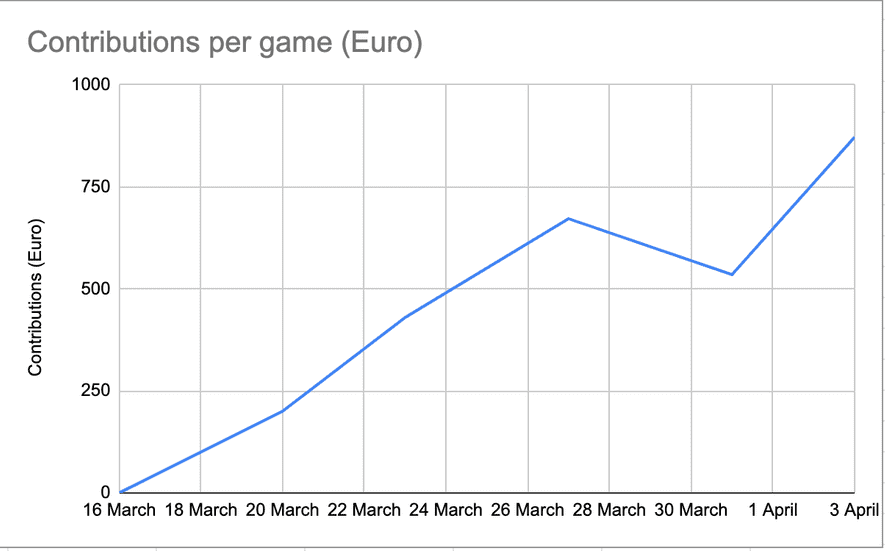 Contributions per game (Euro)
1000
750
500
250
0
Contributions (Euro)
16 March 18 March 20 March 22 March 24 March 26 March 28 March 30 March 1 April 3 April